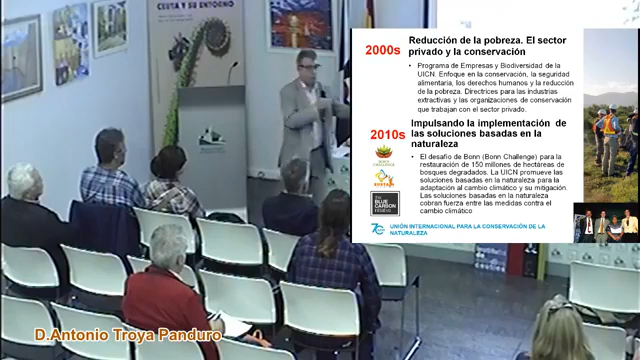 CEUTA Y SU ENTORNO
2000s
Reducción de la pobreza. El sector
privado y la conservación
• Programa de Empresas y Biodiversidad de la
UICN. Enfoque en la conservación, la seguridad
alimentaria, los derechos humanos y la reducción
de la pobreza. Directrices para las industrias
extractivas y las organizaciones de conservación
que trabajan con el sector privado.
2010s
Impulsando la implementación de
las soluciones basadas en la
naturaleza
• El desafío de Bonn (Bonn Challenge) para la
restauración de 150 millones de hectáreas de
bosques degradados. La UICN promueve las
soluciones basadas en la naturaleza para la
adaptación al cambio climático y su mitigación.
Las soluciones basadas en la naturaleza
cobran fuerza entre las medidas contra el
cambio climático
BONN
CHALLENGE
BLUE
CARBON
UNIÓN INTERNACIONAL PARA LA CONSERVACIÓN DE LA
NATURALEZA
D.Antonio Troya Panduro